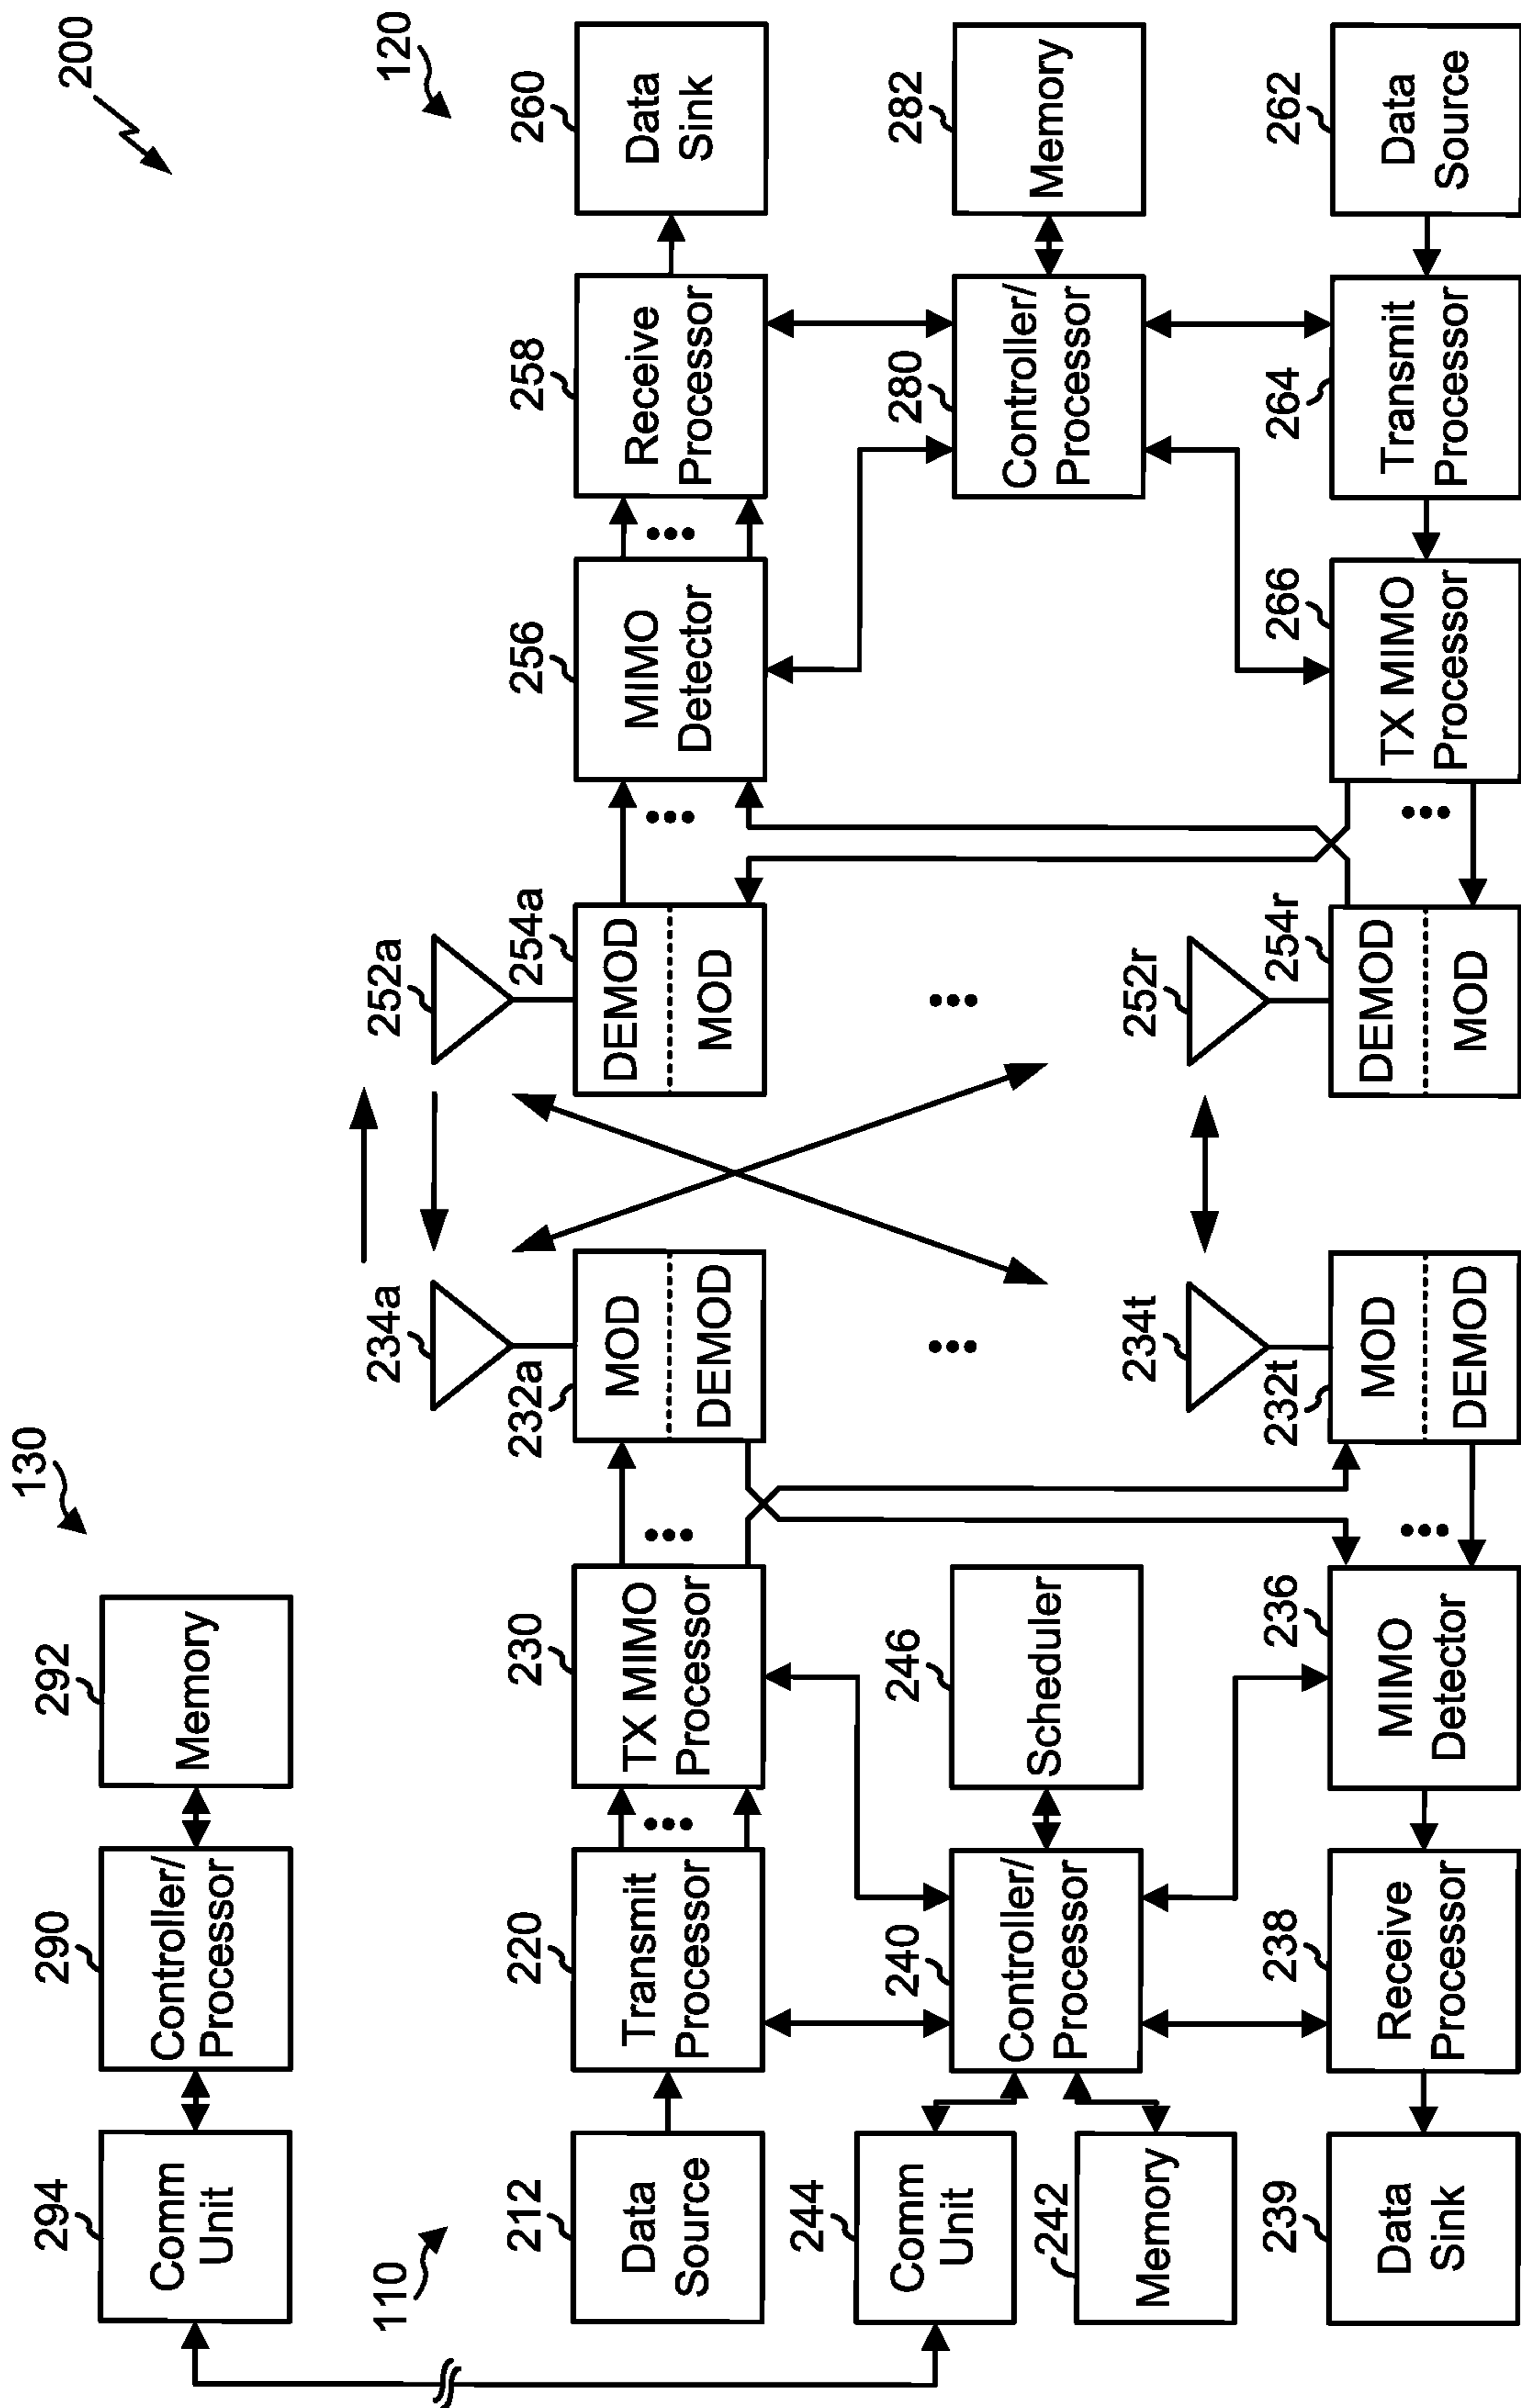 200
130
292
Memory
290
Controller/
Processor
294
Comm
Unit
110
120
212
Data
Source
220
Transmit
Processor
230
TX MIMO
Processor
234a
232a
MOD
DEMOD
252a
254a
DEMOD
MOD
256
MIMO
Detector
258
Receive
Processor
260
Data
Sink
244
Comm
Unit
242
Memory
240
Controller/
Processor
246
Scheduler
280
Controller/
Processor
282
Memory
239
Data
Sink
238
Receive
Processor
236
MIMO
Detector
234t
232t
MOD
DEMOD
252r
254r
DEMOD
MOD
266
TX MIMO
Processor
264
Transmit
Processor
262
Data
Source